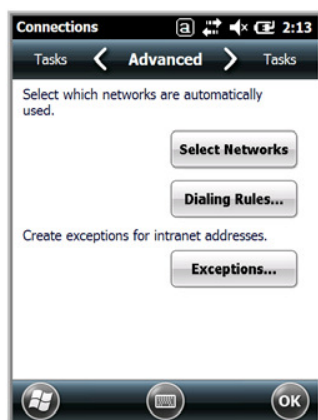 Connections a 2:13
Tasks Advanced Tasks
Select which networks are automatically
used.
Select Networks
Dialing Rules...
Create exceptions for intranet addresses.
Exceptions...
OK